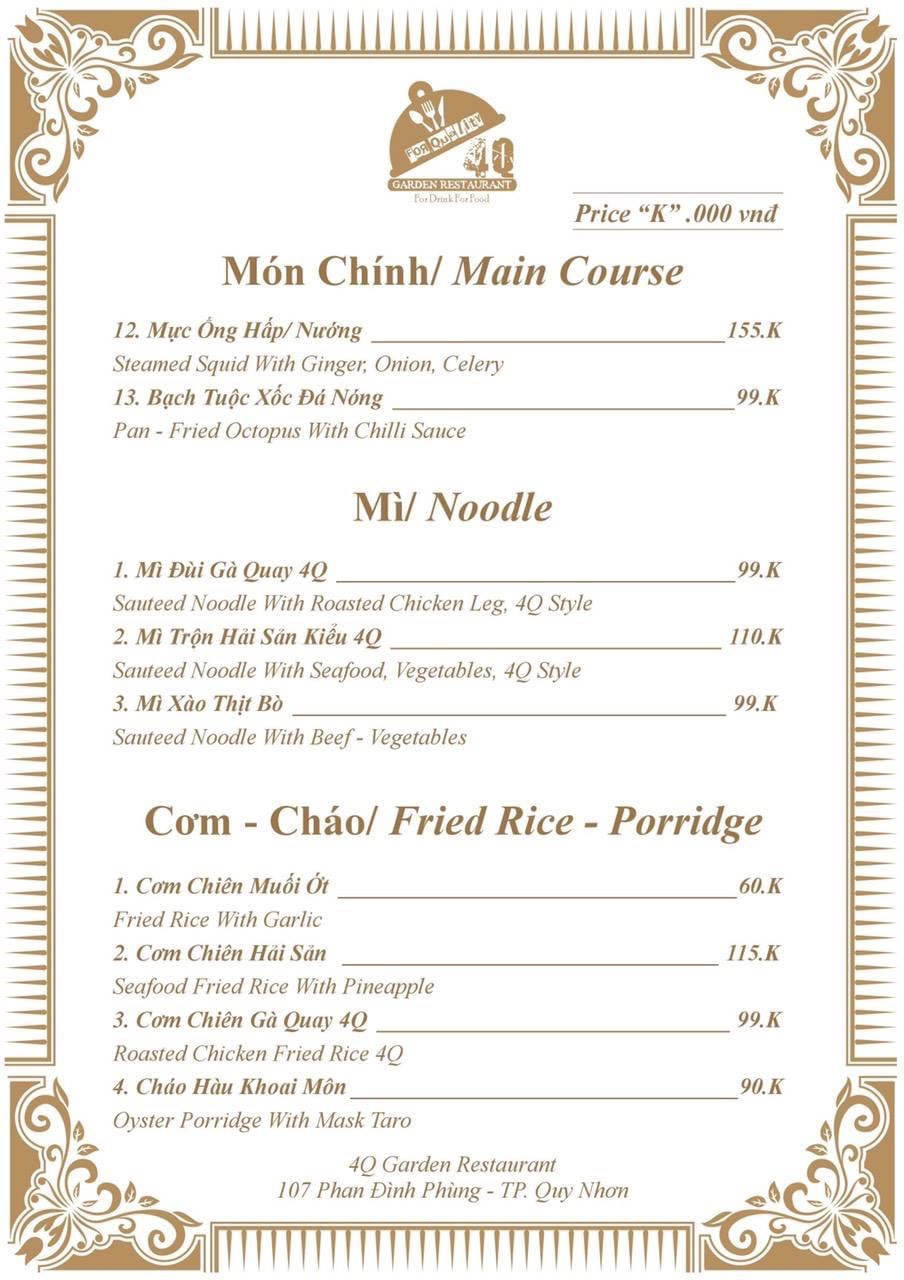 For Quality
4Q
GARDEN RESTAURANT
For Drink For Food
Price “K” .000 vnđ
Món Chính/ Main Course
12. Mực Ống Hấp/ Nướng 155.K
Steamed Squid With Ginger, Onion, Celery
13. Bạch Tuộc Xốc Đá Nóng 99.K
Pan - Fried Octopus With Chilli Sauce
Mì/ Noodle
1. Mì Đùi Gà Quay 4Q 99.K
Sauteed Noodle With Roasted Chicken Leg, 4Q Style
2. Mì Trộn Hải Sản Kiểu 4Q 110.K
Sauteed Noodle With Seafood, Vegetables, 4Q Style
3. Mì Xào Thịt Bò 99.K
Sauteed Noodle With Beef - Vegetables
Cơm - Cháo/ Fried Rice - Porridge
1. Cơm Chiên Muối Ớt 60.K
Fried Rice With Garlic
2. Cơm Chiên Hải Sản 115.K
Seafood Fried Rice With Pineapple
3. Cơm Chiên Gà Quay 4Q 99.K
Roasted Chicken Fried Rice 4Q
4. Cháo Hàu Khoai Môn 90.K
Oyster Porridge With Mask Taro
4Q Garden Restaurant
107 Phan Đình Phùng - TP. Quy Nhơn